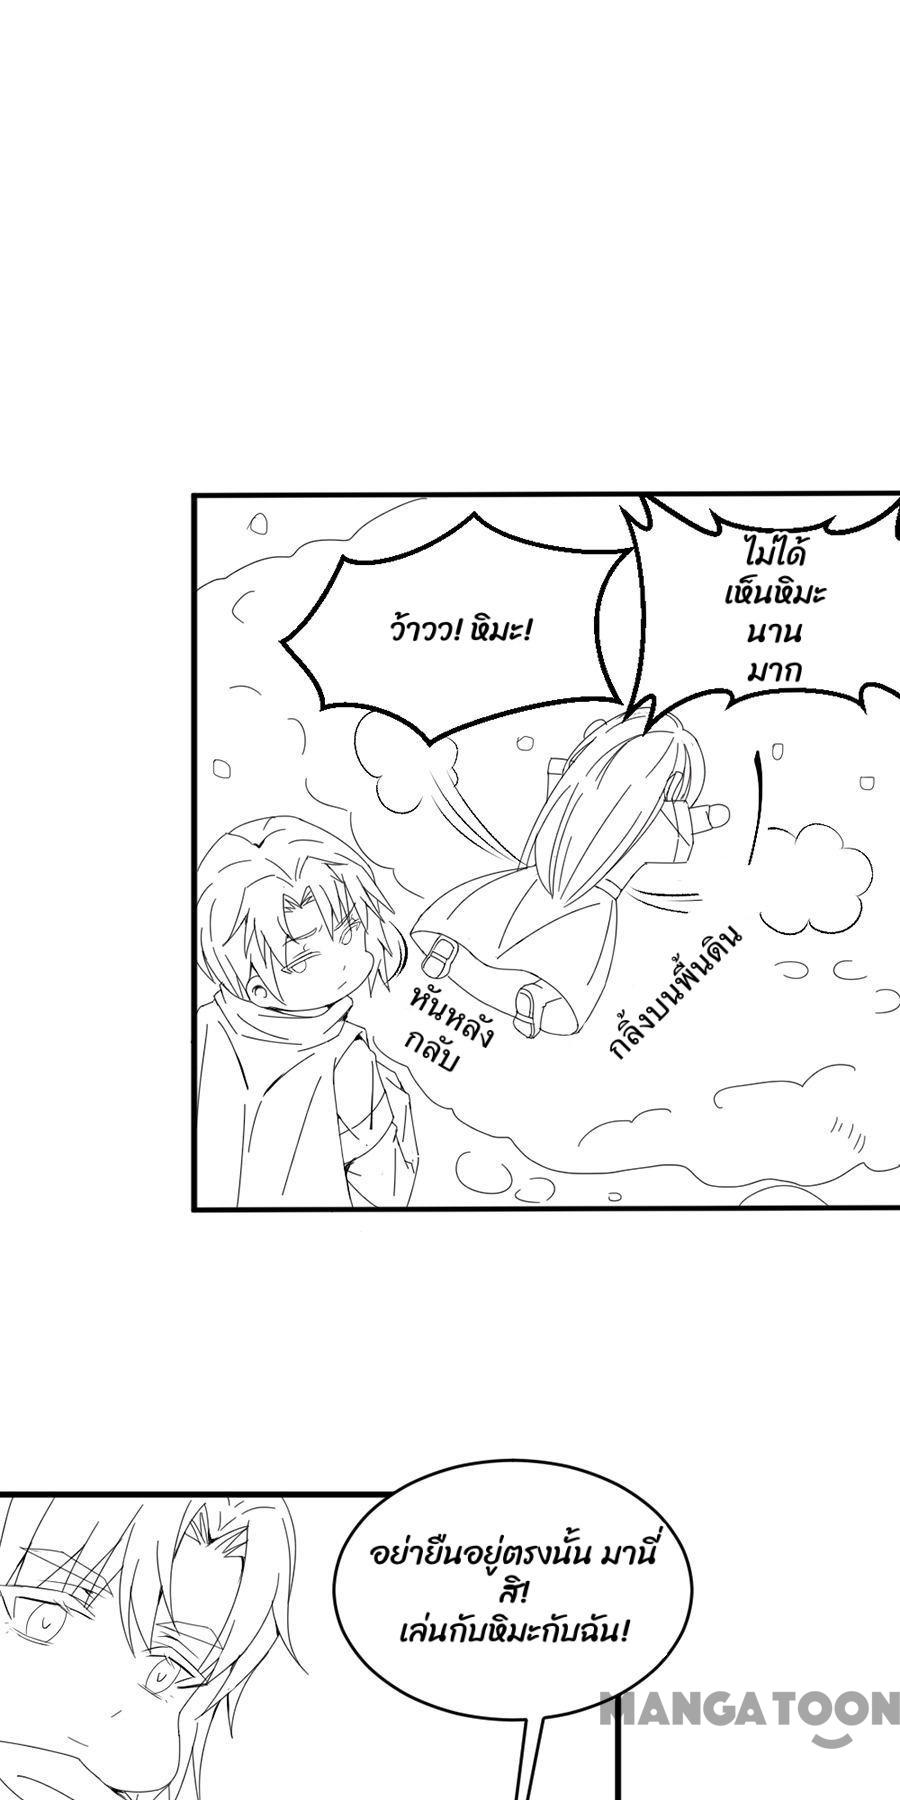 ว้าวว! หิมะ!
ไม่ได้
เห็นหิมะ
นาน
มาก
หันหลัง
กลับ
กลิ้งบนพื้นดิน
อย่ายืนอยู่ตรงนั้น มานี่
สิ!
เล่นกับหิมะกับฉัน!
MANGATOON